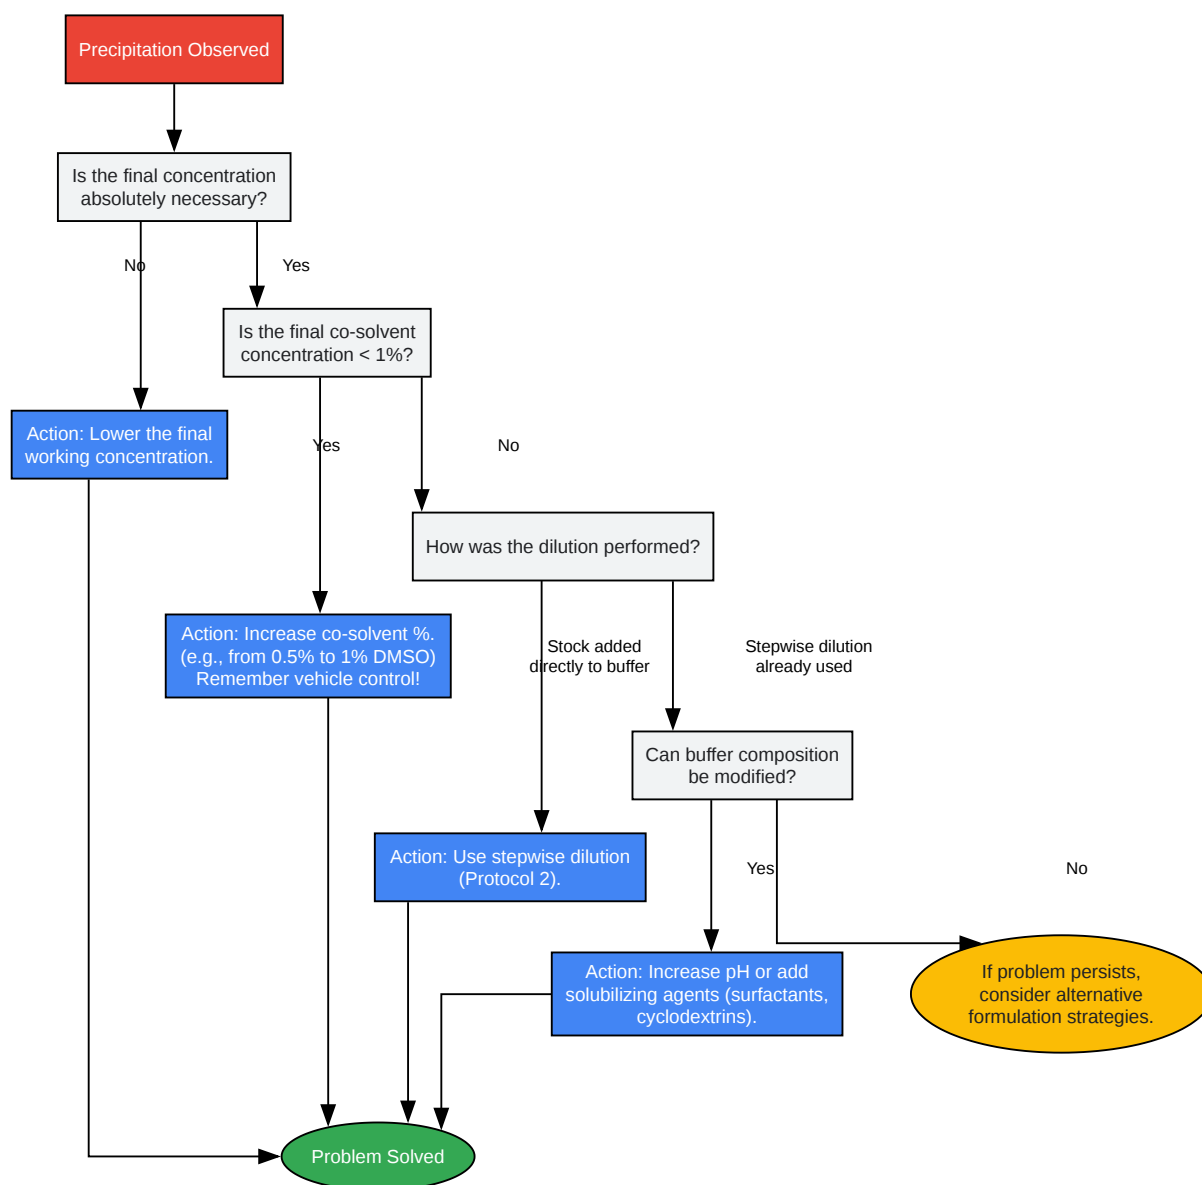 Precipitation Observed
Is the final concentration
absolutely necessary?
No
Yes
Is the final co-solvent
concentration < 1%?
Action: Lower the final
working concentration.
Yes
No
How was the dilution performed?
Action: Increase co-solvent %.
(e.g., from 0.5% to 1% DMSO)
Remember vehicle control!
Stock added
directly to buffer
Stepwise dilution
already used
Can buffer composition
be modified?
Action: Use stepwise dilution
(Protocol 2).
Yes
No
Action: Increase pH or add
solubilizing agents (surfactants,
cyclodextrins).
If problem persists,
consider alternative
formulation strategies.
Problem Solved